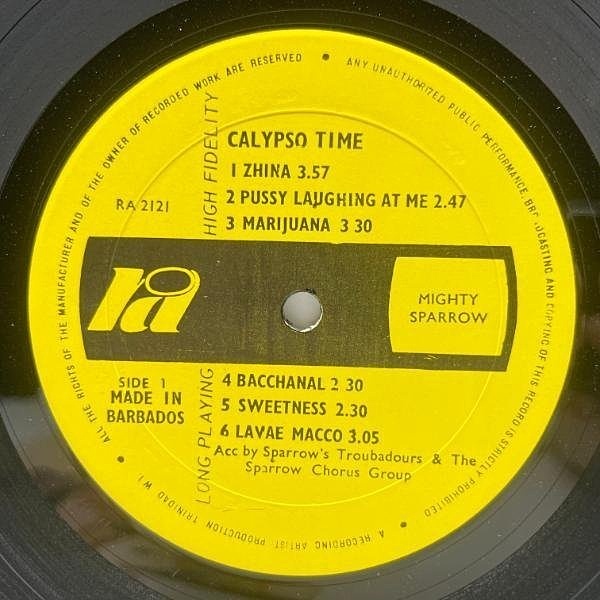 ALL THE RIGHTS OF THE MANUFACTURER AND OF THE OWNER OF RECORDED WORK ARE RESERVED • ANY UNAUTHORIZED PUBLIC PERFORMANCE, BR DCASTING AND COPYING OF THIS RECORD IS STRICTLY PROHIBITED
HIGH FIDELITY
CALYPSO TIME
1 ZHINA 3.57
RA 2121
2 PUSSY LAUGHING AT ME 2.47
3 MARIJUANA 3 30
ra
MIGHTY
SPARROW
LONG PLAYING
SIDE 1
MADE IN
BARBADOS
4 BACCHANAL 2 30
5 SWEETNESS 2.30
6 LAVAE MACCO 3.05
Acc by Sparrow's Troubadours & The
Sparrow Chorus Group
• A RECORDING ARTIST PRODUCTION TRINIDAD W I •